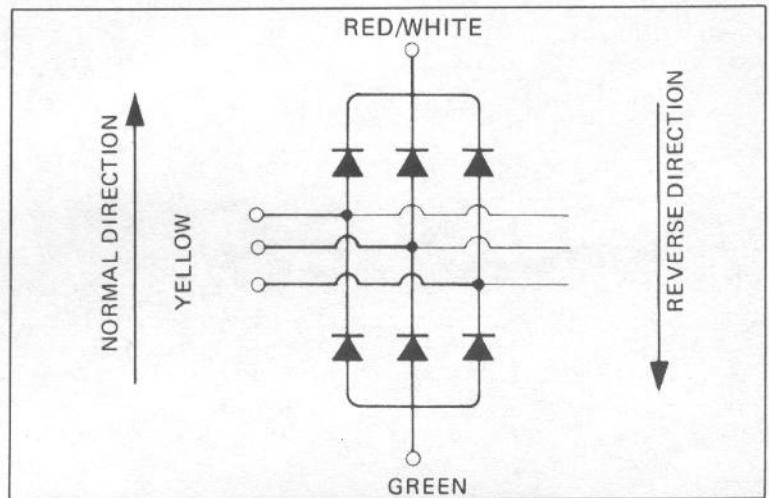 RED/WHITE
NORMAL DIRECTION
YELLOW
REVERSE DIRECTION
GREEN